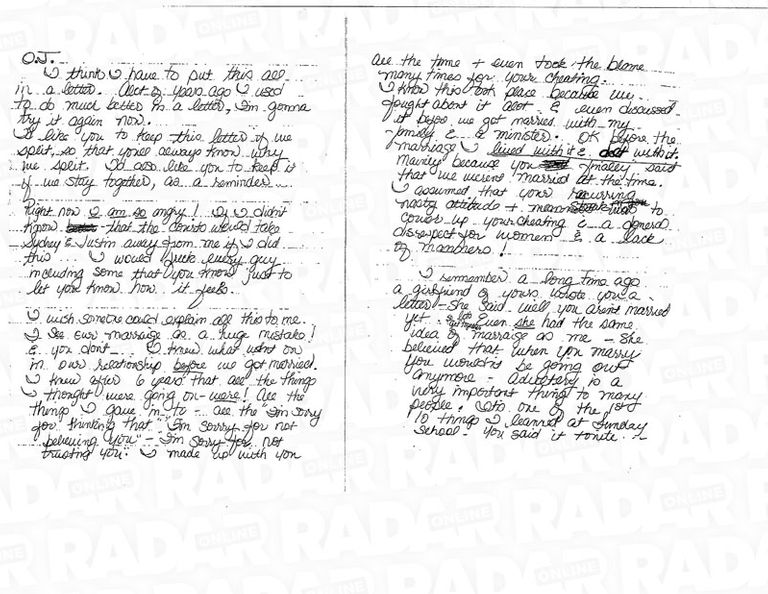 O.J.
I think I have to put this all
in a letter. Alot of years ago I used
to do much better in a letter, I'm gonna
try it again now.
I'd like you to keep this letter if we
split, so that you'll always know why
we split. I'd also like you to keep it
if we stay together, as a reminder.
Right now I am so angry! If I didn't
know that the courts would take
Sydney & Justin away from me if I did
this I would fuck every guy
including some that you know just to
let you know how it feels.
I wish someone could explain all this to me.
I see our marriage as a huge mistake
& you don't. I knew what went on
in our relationship before we got married.
I knew after 6 years that all the things
I thought were going on - were! All the
things I gave in to - all the "I'm sorry
for thinking that" "I'm sorry for not
believing you" - "I'm sorry for not
trusting you". I made up with you
all the time & even took the blame
many times for your cheating.
I know this took place because we
fought about it alot. & even discussed
it before we got married with my
family & a minister. OK before the
marriage I lived with it & dealt with it.
Mainly because you finaly said
that we weren't married at the time.
I assumed that your recurring
nasty attitude & mean streak was to
cover up your cheating & a general
disrespect for women & a lack
of manners!
I remember a long time ago
a girlfriend of yours wrote you a
letter - She said well you aren't married
yet Even she had the same
idea of marraige as me - She
believed that when you marry
you wouldn't be going out
anymore - Adultery is a
very important thing to many
people. It's one of the 1st
10 things I learned at Sunday
School - You said it tonite.
RADAR
ONLINE